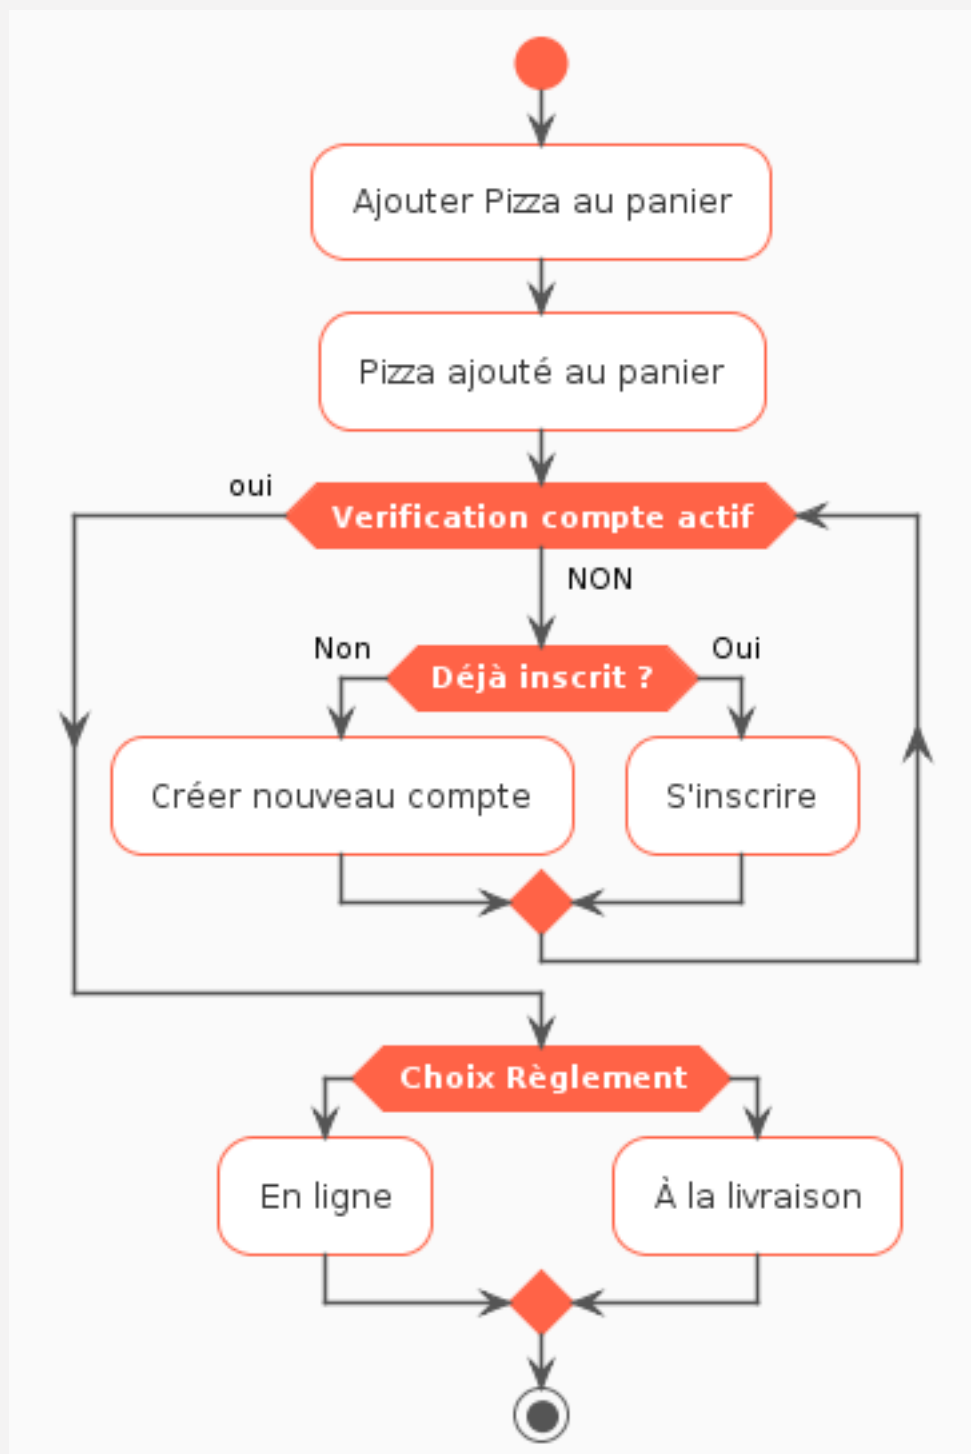 Ajouter Pizza au panier
Pizza ajouté au panier
oui
Verification compte actif
NON
Non
Déjà inscrit ?
Oui
Créer nouveau compte
S'inscrire
Choix Règlement
En ligne
À la livraison